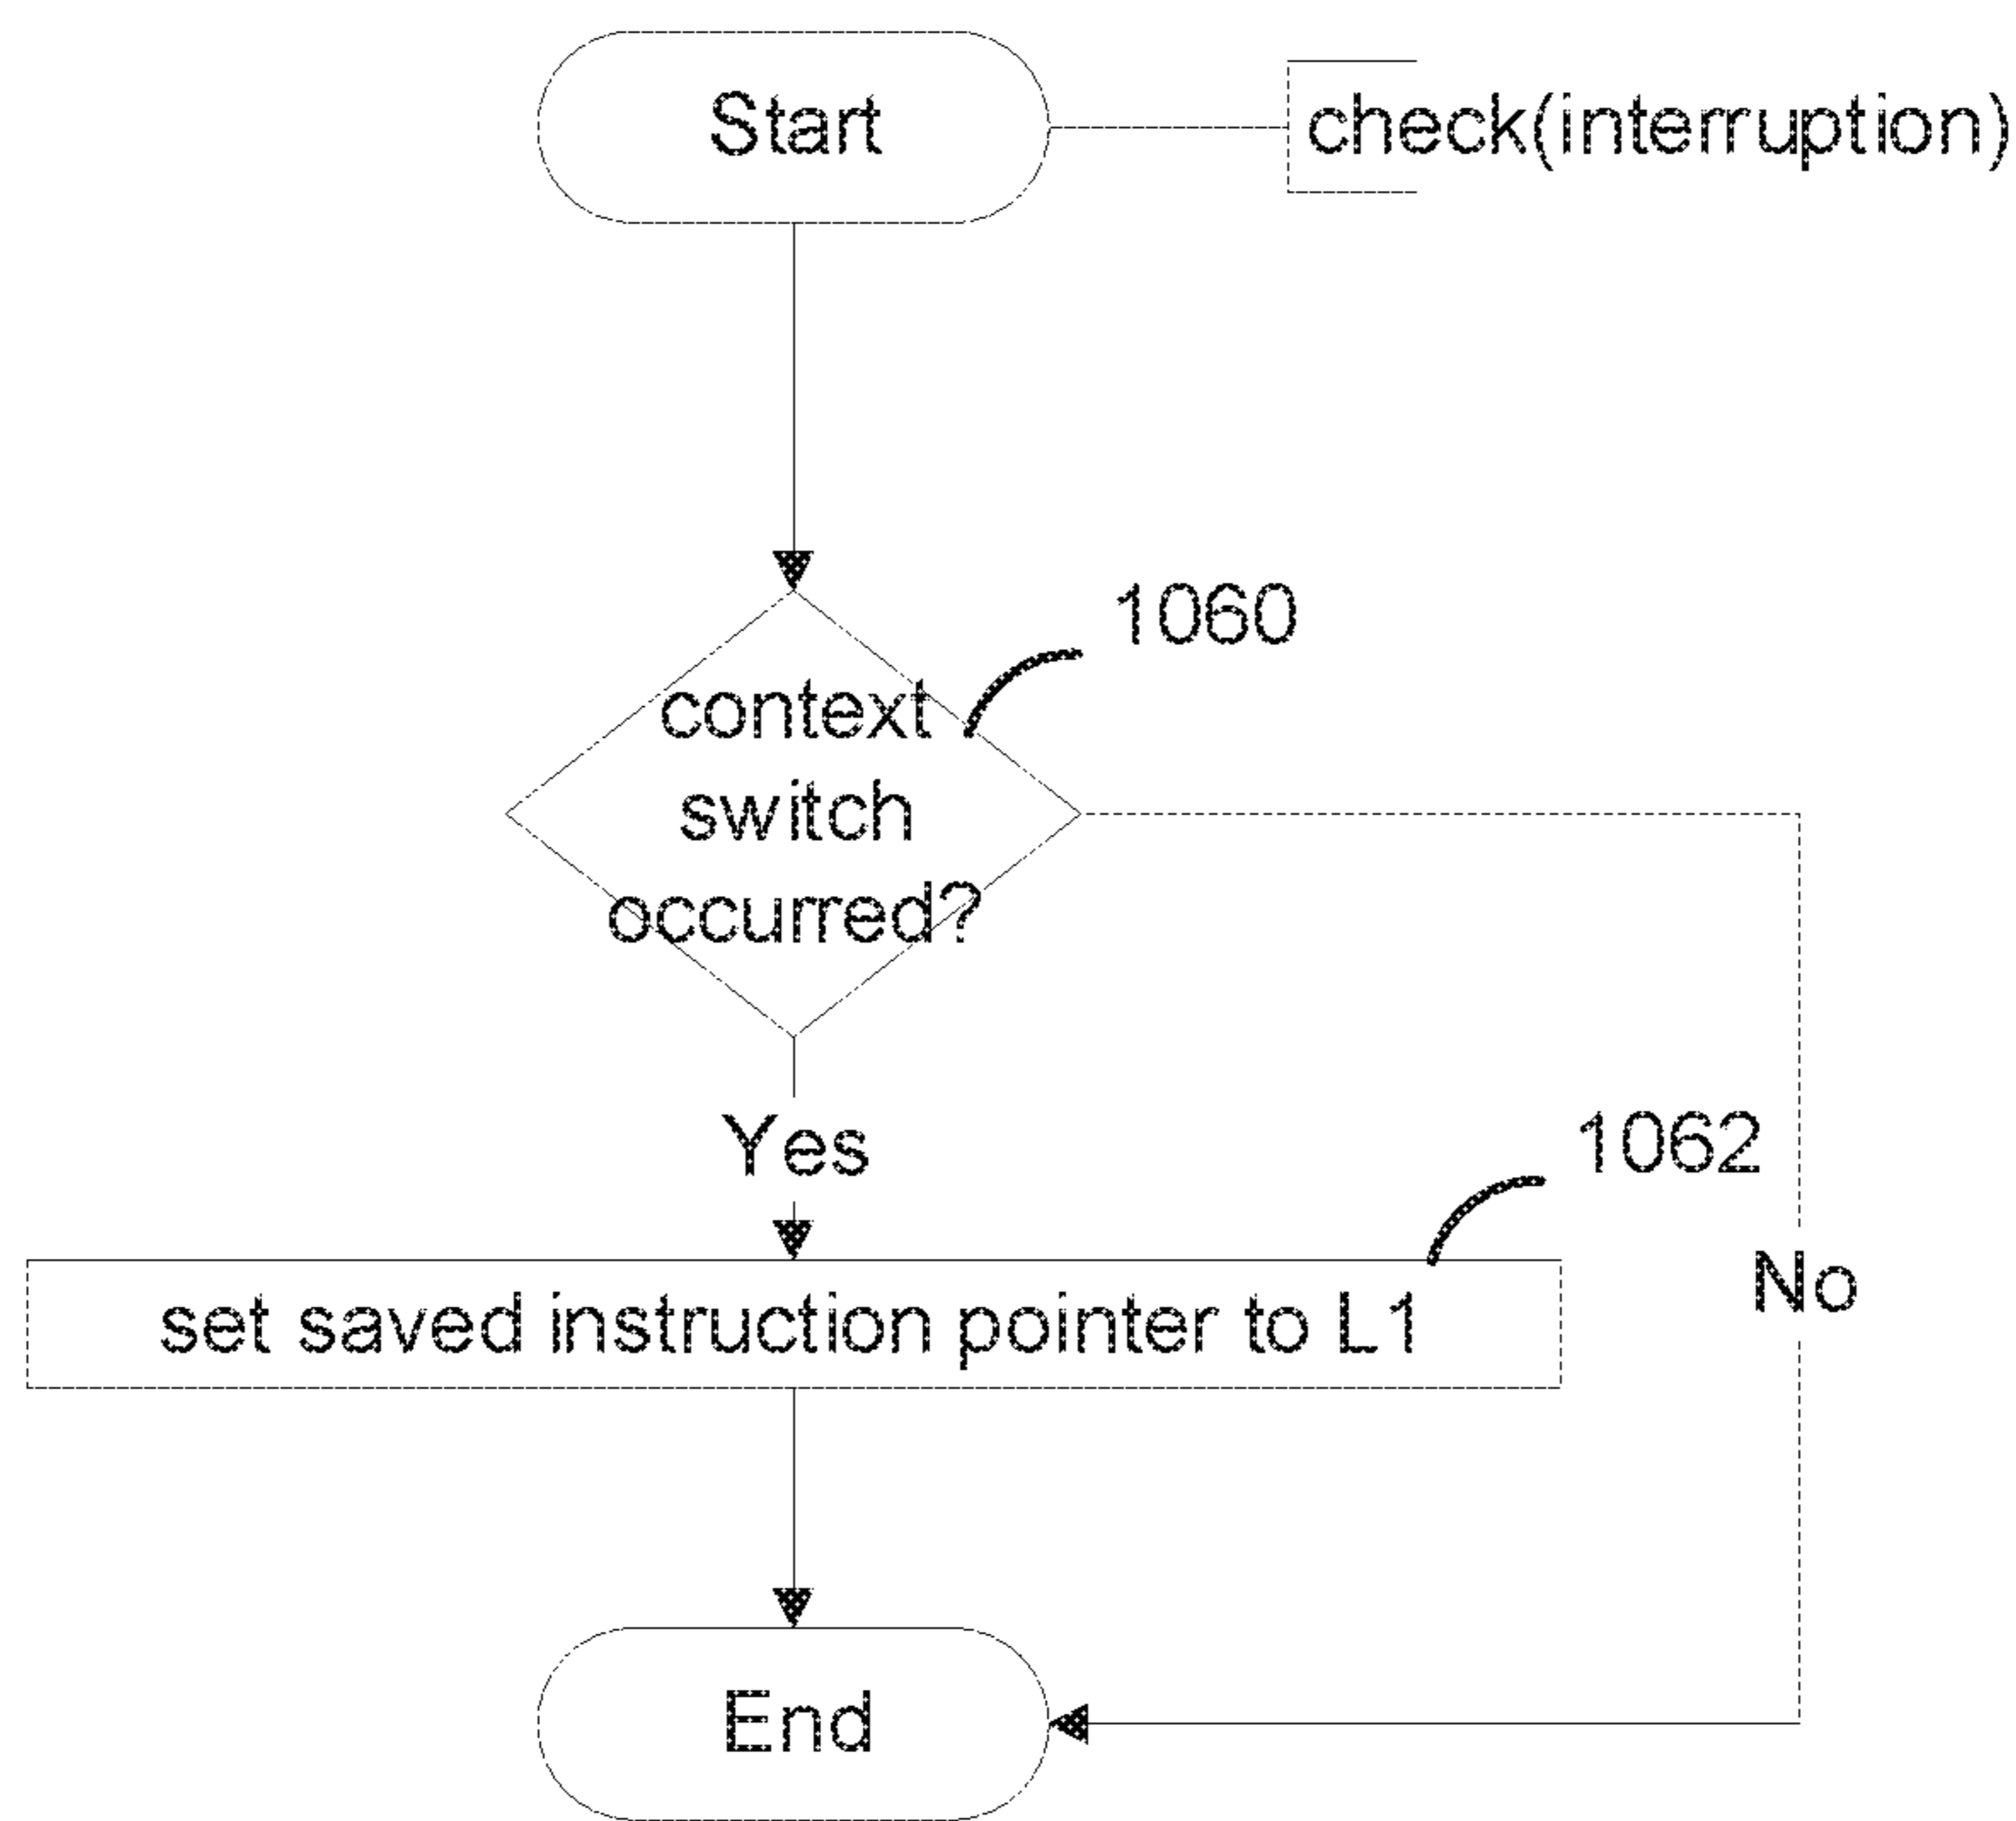 Start
check(interruption)
1060
context
switch
occurred?
Yes
1062
set saved instruction pointer to L1
No
End